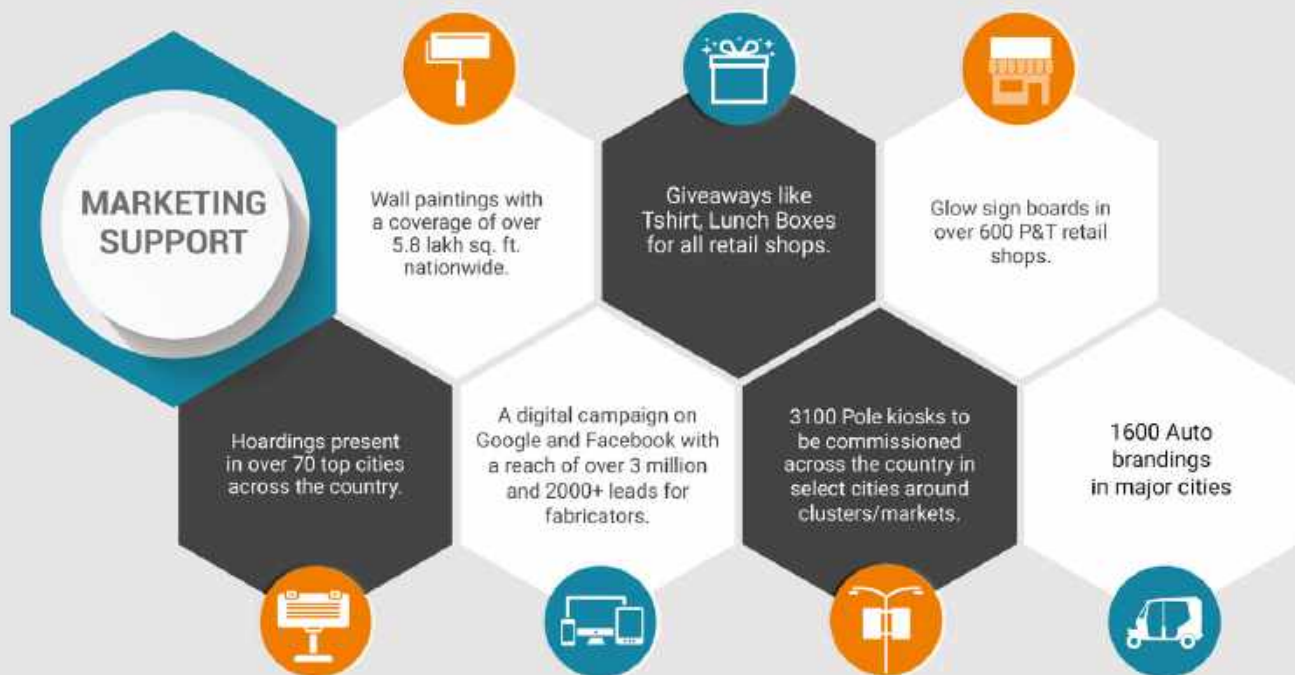 MARKETING
SUPPORT
Wall paintings with
a coverage of over
5.8 lakh sq. ft.
nationwide.
Giveaways like
Tshirt, Lunch Boxes
for all retail shops.
Glow sign boards in
over 600 P&T retail
shops.
Hoardings present
in over 70 top cities
across the country.
A digital campaign on
Google and Facebook with
a reach of over 3 million
and 2000+ leads for
fabricators.
3100 Pole kiosks to
be commissioned
across the country in
select cities around
clusters/markets.
1600 Auto
brandings
in major cities